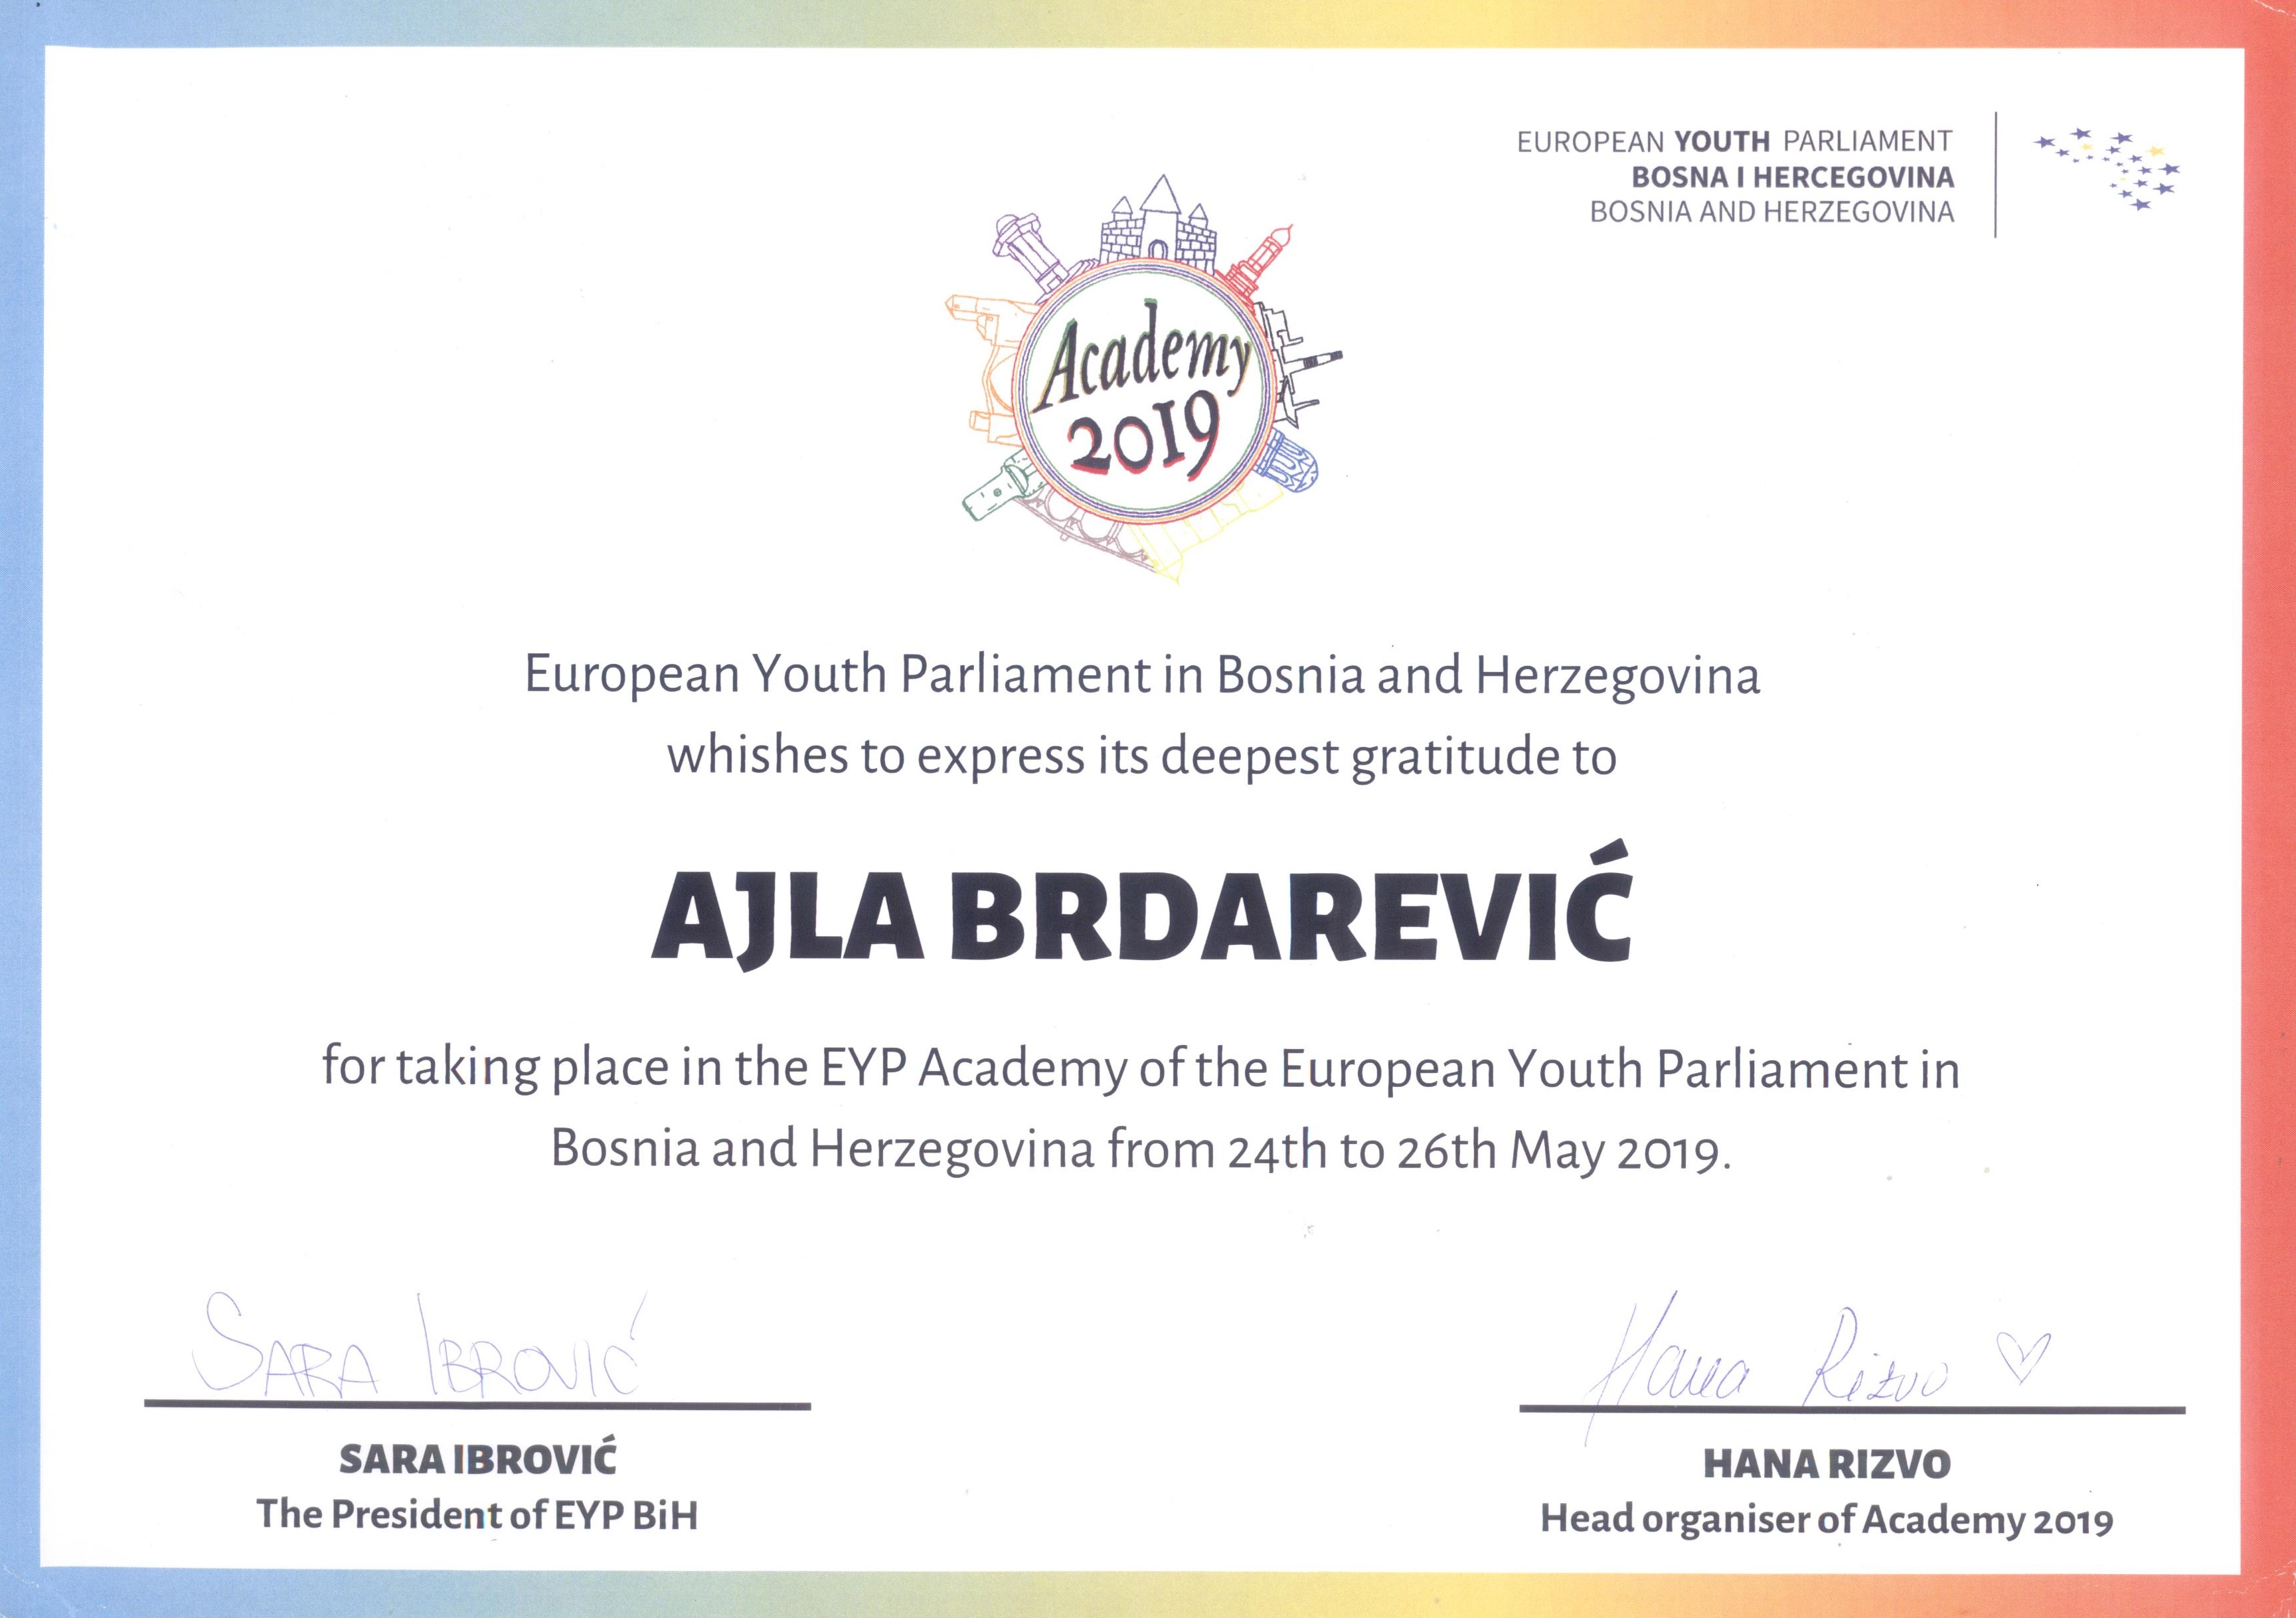 EUROPEAN YOUTH PARLIAMENT
BOSNA I HERCEGOVINA
BOSNIA AND HERZEGOVINA
Academy
2019
European Youth Parliament in Bosnia and Herzegovina
whishes to express its deepest gratitude to
AJLA BRDAREVIĆ
for taking place in the EYP Academy of the European Youth Parliament in
Bosnia and Herzegovina from 24th to 26th May 2019.
SARA IBROVIĆ
Hana Rizvo
SARA IBROVIĆ
HANA RIZVO
The President of EYP BiH
Head organiser of Academy 2019